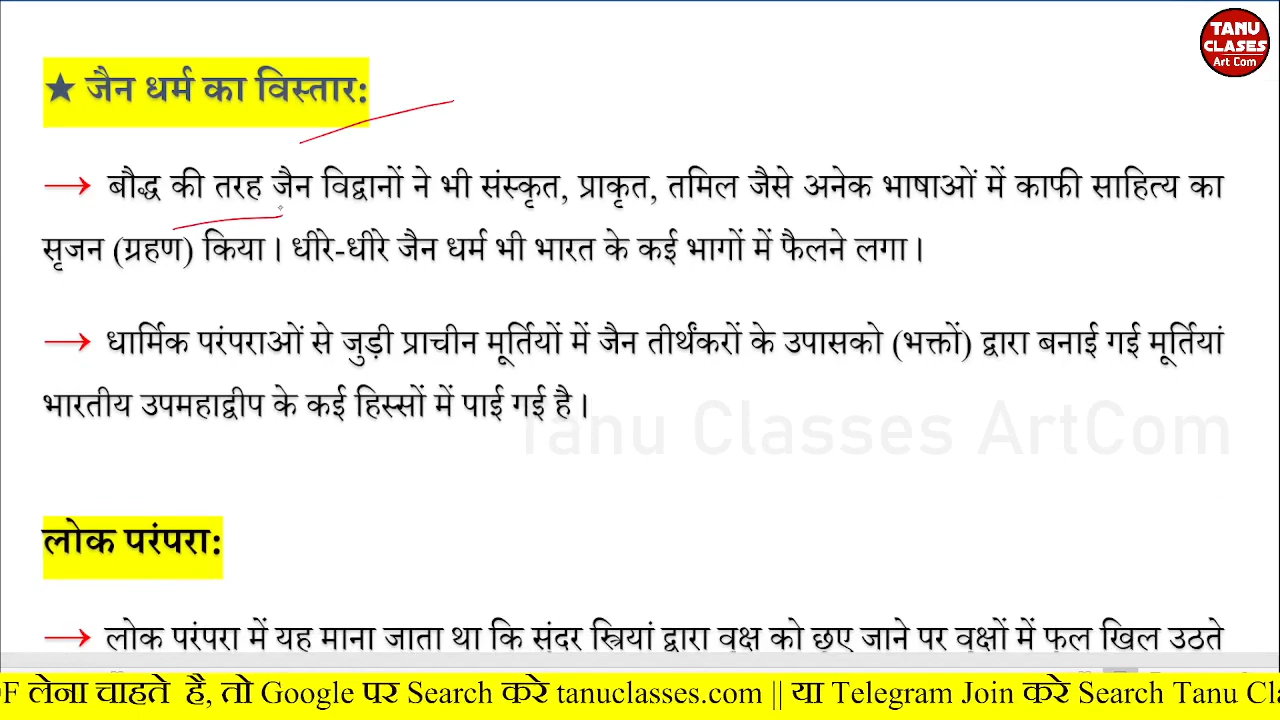 TANU
CLASES
Art Com
★ जैन धर्म का विस्तार:
→ बौद्ध की तरह जैन विद्वानों ने भी संस्कृत, प्राकृत, तमिल जैसे अनेक भाषाओं में काफी साहित्य का
सृजन (ग्रहण) किया। धीरे-धीरे जैन धर्म भी भारत के कई भागों में फैलने लगा।
→ धार्मिक परंपराओं से जुड़ी प्राचीन मूर्तियों में जैन तीर्थंकरों के उपासको (भक्तों) द्वारा बनाई गई मूर्तियां
भारतीय उपमहाद्वीप के कई हिस्सों में पाई गई है।
Tanu Classes ArtCom
लोक परंपरा:
→ लोक परंपरा में यह माना जाता था कि सुंदर स्त्रियां द्वारा वृक्ष को छुए जाने पर वृक्षों में फूल खिल उठते
F लेना चाहते है, तो Google पर Search करे tanuclasses.com || या Telegram Join करे Search Tanu Cla